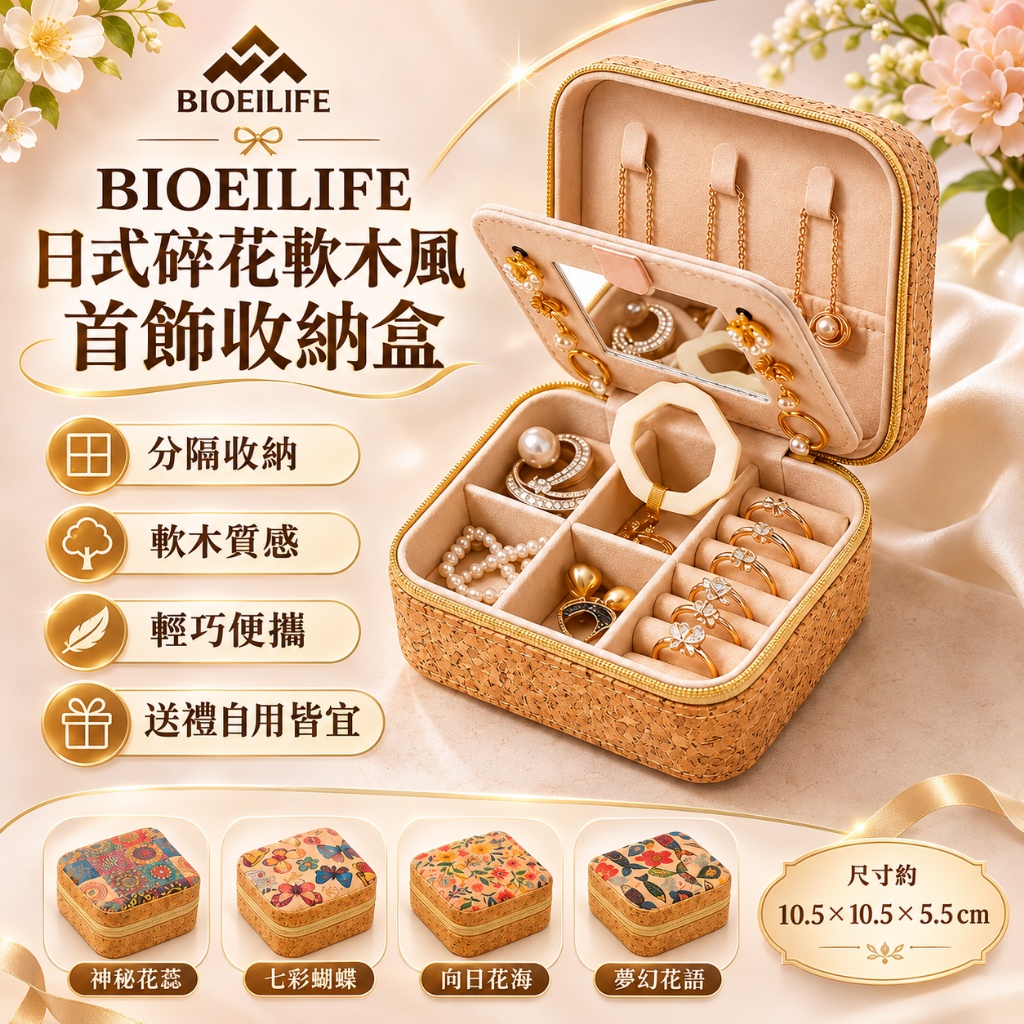 BIOEILIFE
BIOEILIFE
日式碎花軟木風
首飾收納盒
分隔收納
軟木質感
輕巧便攜
送禮自用皆宜
神秘花蕊
七彩蝴蝶
向日花海
夢幻花語
尺寸約
10.5×10.5×5.5cm